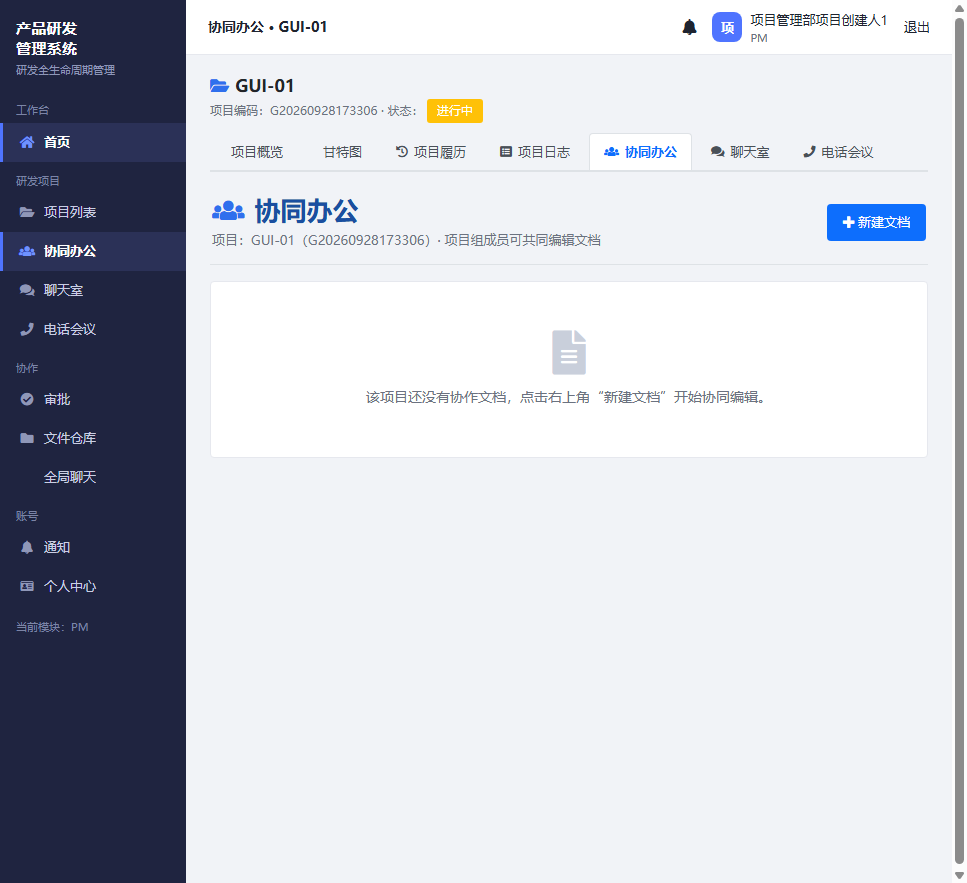 产品研发
管理系统
研发全生命周期管理
工作台
首页
研发项目
项目列表
协同办公
聊天室
电话会议
协作
审批
文件仓库
全局聊天
账号
通知
个人中心
当前模块：PM
协同办公 • GUI-01
项
项目管理部项目创建人1
PM
退出
GUI-01
项目编码：G20260928173306 · 状态： 进行中
项目概览 甘特图 项目履历 项目日志 协同办公 聊天室 电话会议
协同办公
项目：GUI-01（G20260928173306）· 项目组成员可共同编辑文档
新建文档
该项目还没有协作文档，点击右上角“新建文档”开始协同编辑。